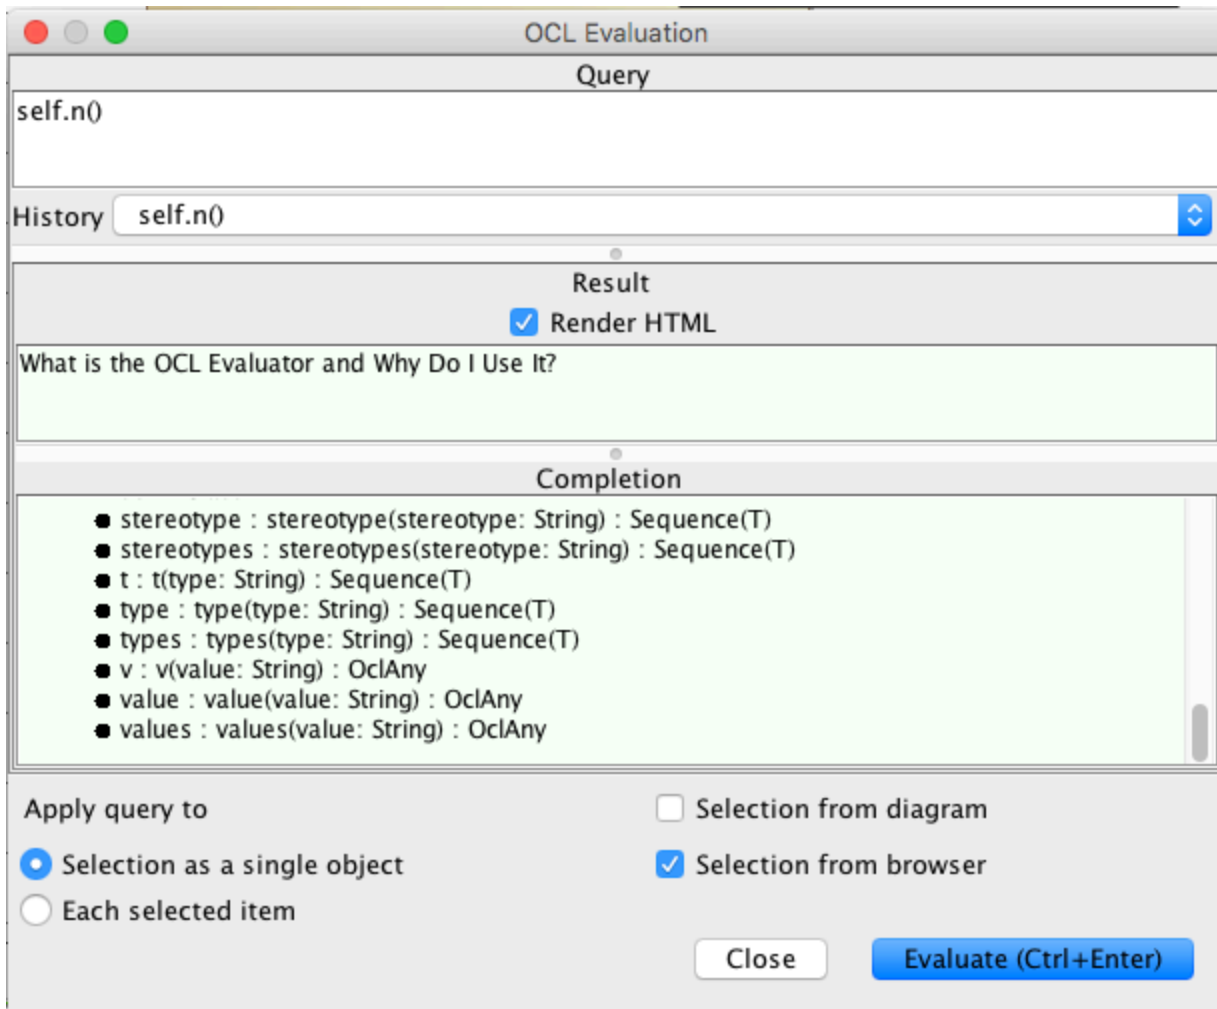 OCL Evaluation
Query
self.n()
History self.n()
Result
Render HTML
What is the OCL Evaluator and Why Do I Use It?
Completion
● stereotype : stereotype(stereotype: String) : Sequence(T)
● stereotypes : stereotypes(stereotype: String) : Sequence(T)
● t : t(type: String) : Sequence(T)
● type : type(type: String) : Sequence(T)
● types : types(type: String) : Sequence(T)
● v : v(value: String) : OclAny
● value : value(value: String) : OclAny
● values : values(value: String) : OclAny
Apply query to
Selection from diagram
Selection as a single object
Selection from browser
Each selected item
Close
Evaluate (Ctrl+Enter)